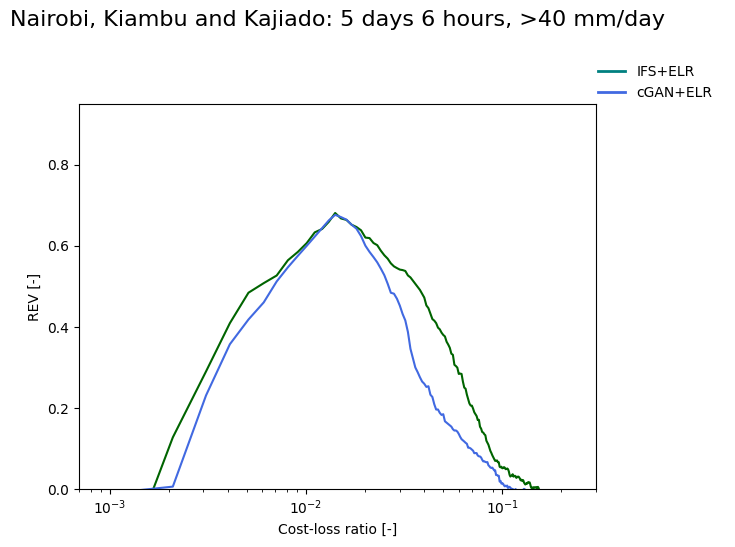 Nairobi, Kiambu and Kajiado: 5 days 6 hours, >40 mm/day
IFS+ELR
cGAN+ELR
0.8
0.6
0.4
0.2
0.0
REV [-]
10⁻³
10⁻²
10⁻¹
Cost-loss ratio [-]